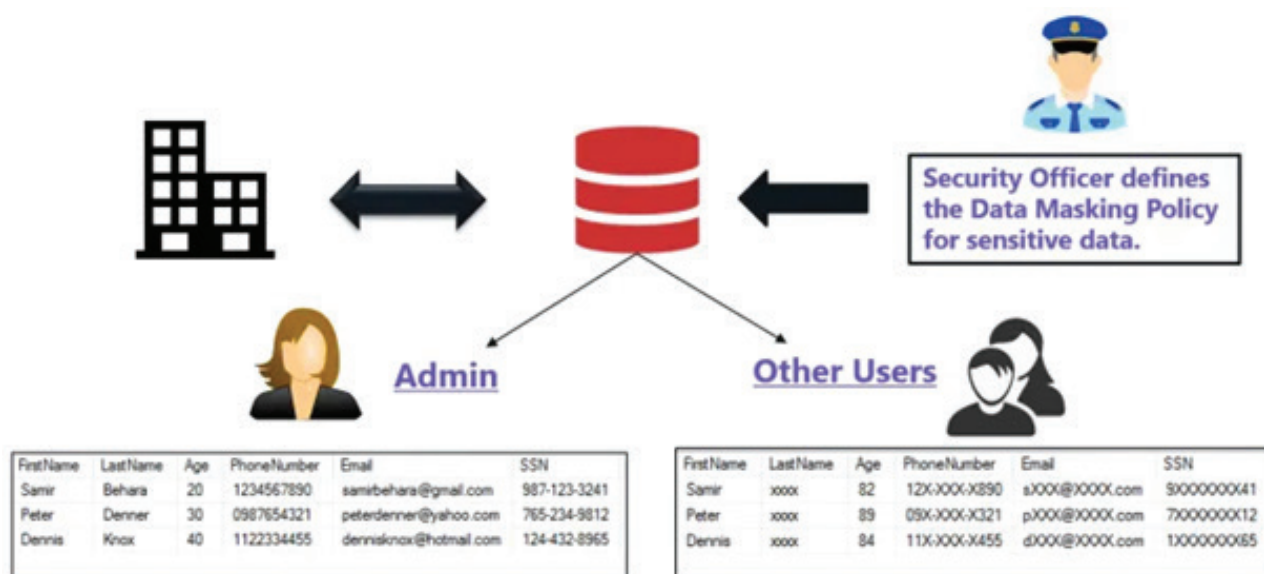 Security Officer defines
the Data Masking Policy
for sensitive data.
Admin
Other Users
FirstName LastName Age PhoneNumber Email SSN
Samir Behara 20 1234567890 samirbehara@gmail.com 987-123-3241
Peter Denner 30 0987654321 peterdenner@yahoo.com 765-234-9812
Dennis Knox 40 1122334455 dennisknox@hotmail.com 124-432-8965
FirstName LastName Age PhoneNumber Email SSN
Samir xxxx 82 12X-XXX-X890 sXXX@XXXX.com 9XXXXXXX41
Peter xxxx 89 09X-XXX-X321 pXXX@XXXX.com 7XXXXXXX12
Dennis xxxx 84 11X-XXX-X455 dXXX@XXXX.com 1XXXXXXX65